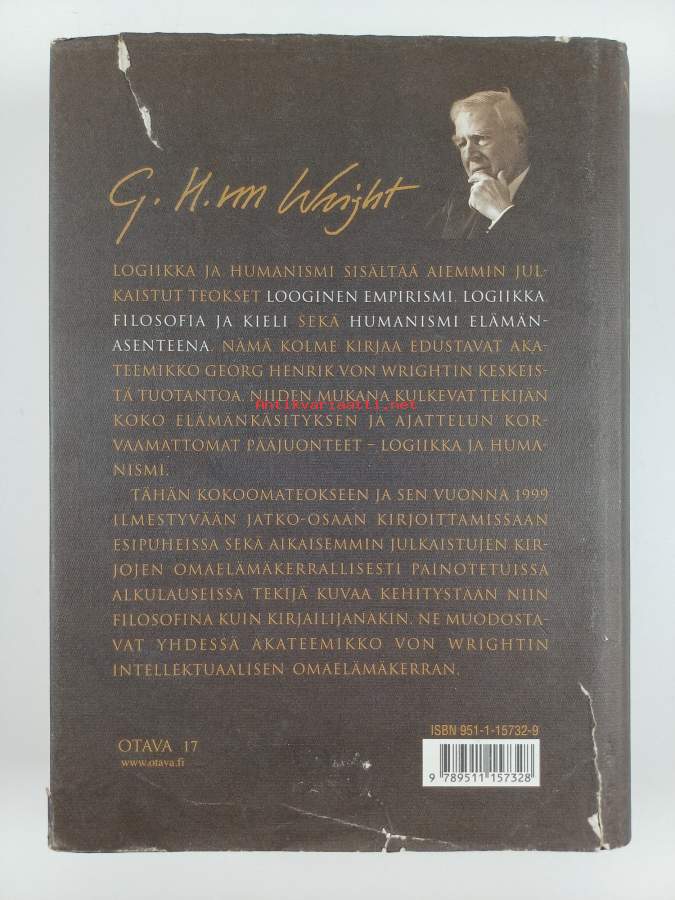 G. H. von Wright
LOGIIKKA JA HUMANISMI SISÄLTÄÄ AIEMMIN JUL-
KAISTUT TEOKSET LOOGINEN EMPIRISMI, LOGIIKKA,
FILOSOFIA JA KIELI SEKÄ HUMANISMI ELÄMÄN-
ASENTEENA. NÄMÄ KOLME KIRJAA EDUSTAVAT AKA-
TEEMIKKO GEORG HENRIK VON WRIGHTIN KESKEIS-
TÄ TUOTANTOA. NIIDEN MUKANA KULKEVAT TEKIJÄN
Antikvariaatti.net
KOKO ELÄMÄNKÄSITYKSEN JA AJATTELUN KOR-
VAAMATTOMAT PÄÄJUONTEET – LOGIIKKA JA HUMA-
NISMI.
TÄHÄN KOKOOMATEOKSEEN JA SEN VUONNA 1999
ILMESTYVÄÄN JATKO-OSAAN KIRJOITTAMISSAAN
ESIPUHEISSA SEKÄ AIKAISEMMIN JULKAISTUJEN KIR-
JOJEN OMAELÄMÄKERRALLISESTI PAINOTETUISSA
ALKULAUSEISSA TEKIJÄ KUVAA KEHITYSTÄÄN NIIN
FILOSOFINA KUIN KIRJAILIJANAKIN. NE MUODOSTA-
VAT YHDESSÄ AKATEEMIKKO VON WRIGHTIN
INTELLEKTUAALISEN OMAELÄMÄKERRAN.
ISBN 951-1-15732-9
OTAVA 17
www.otava.fi
9 789511 157328